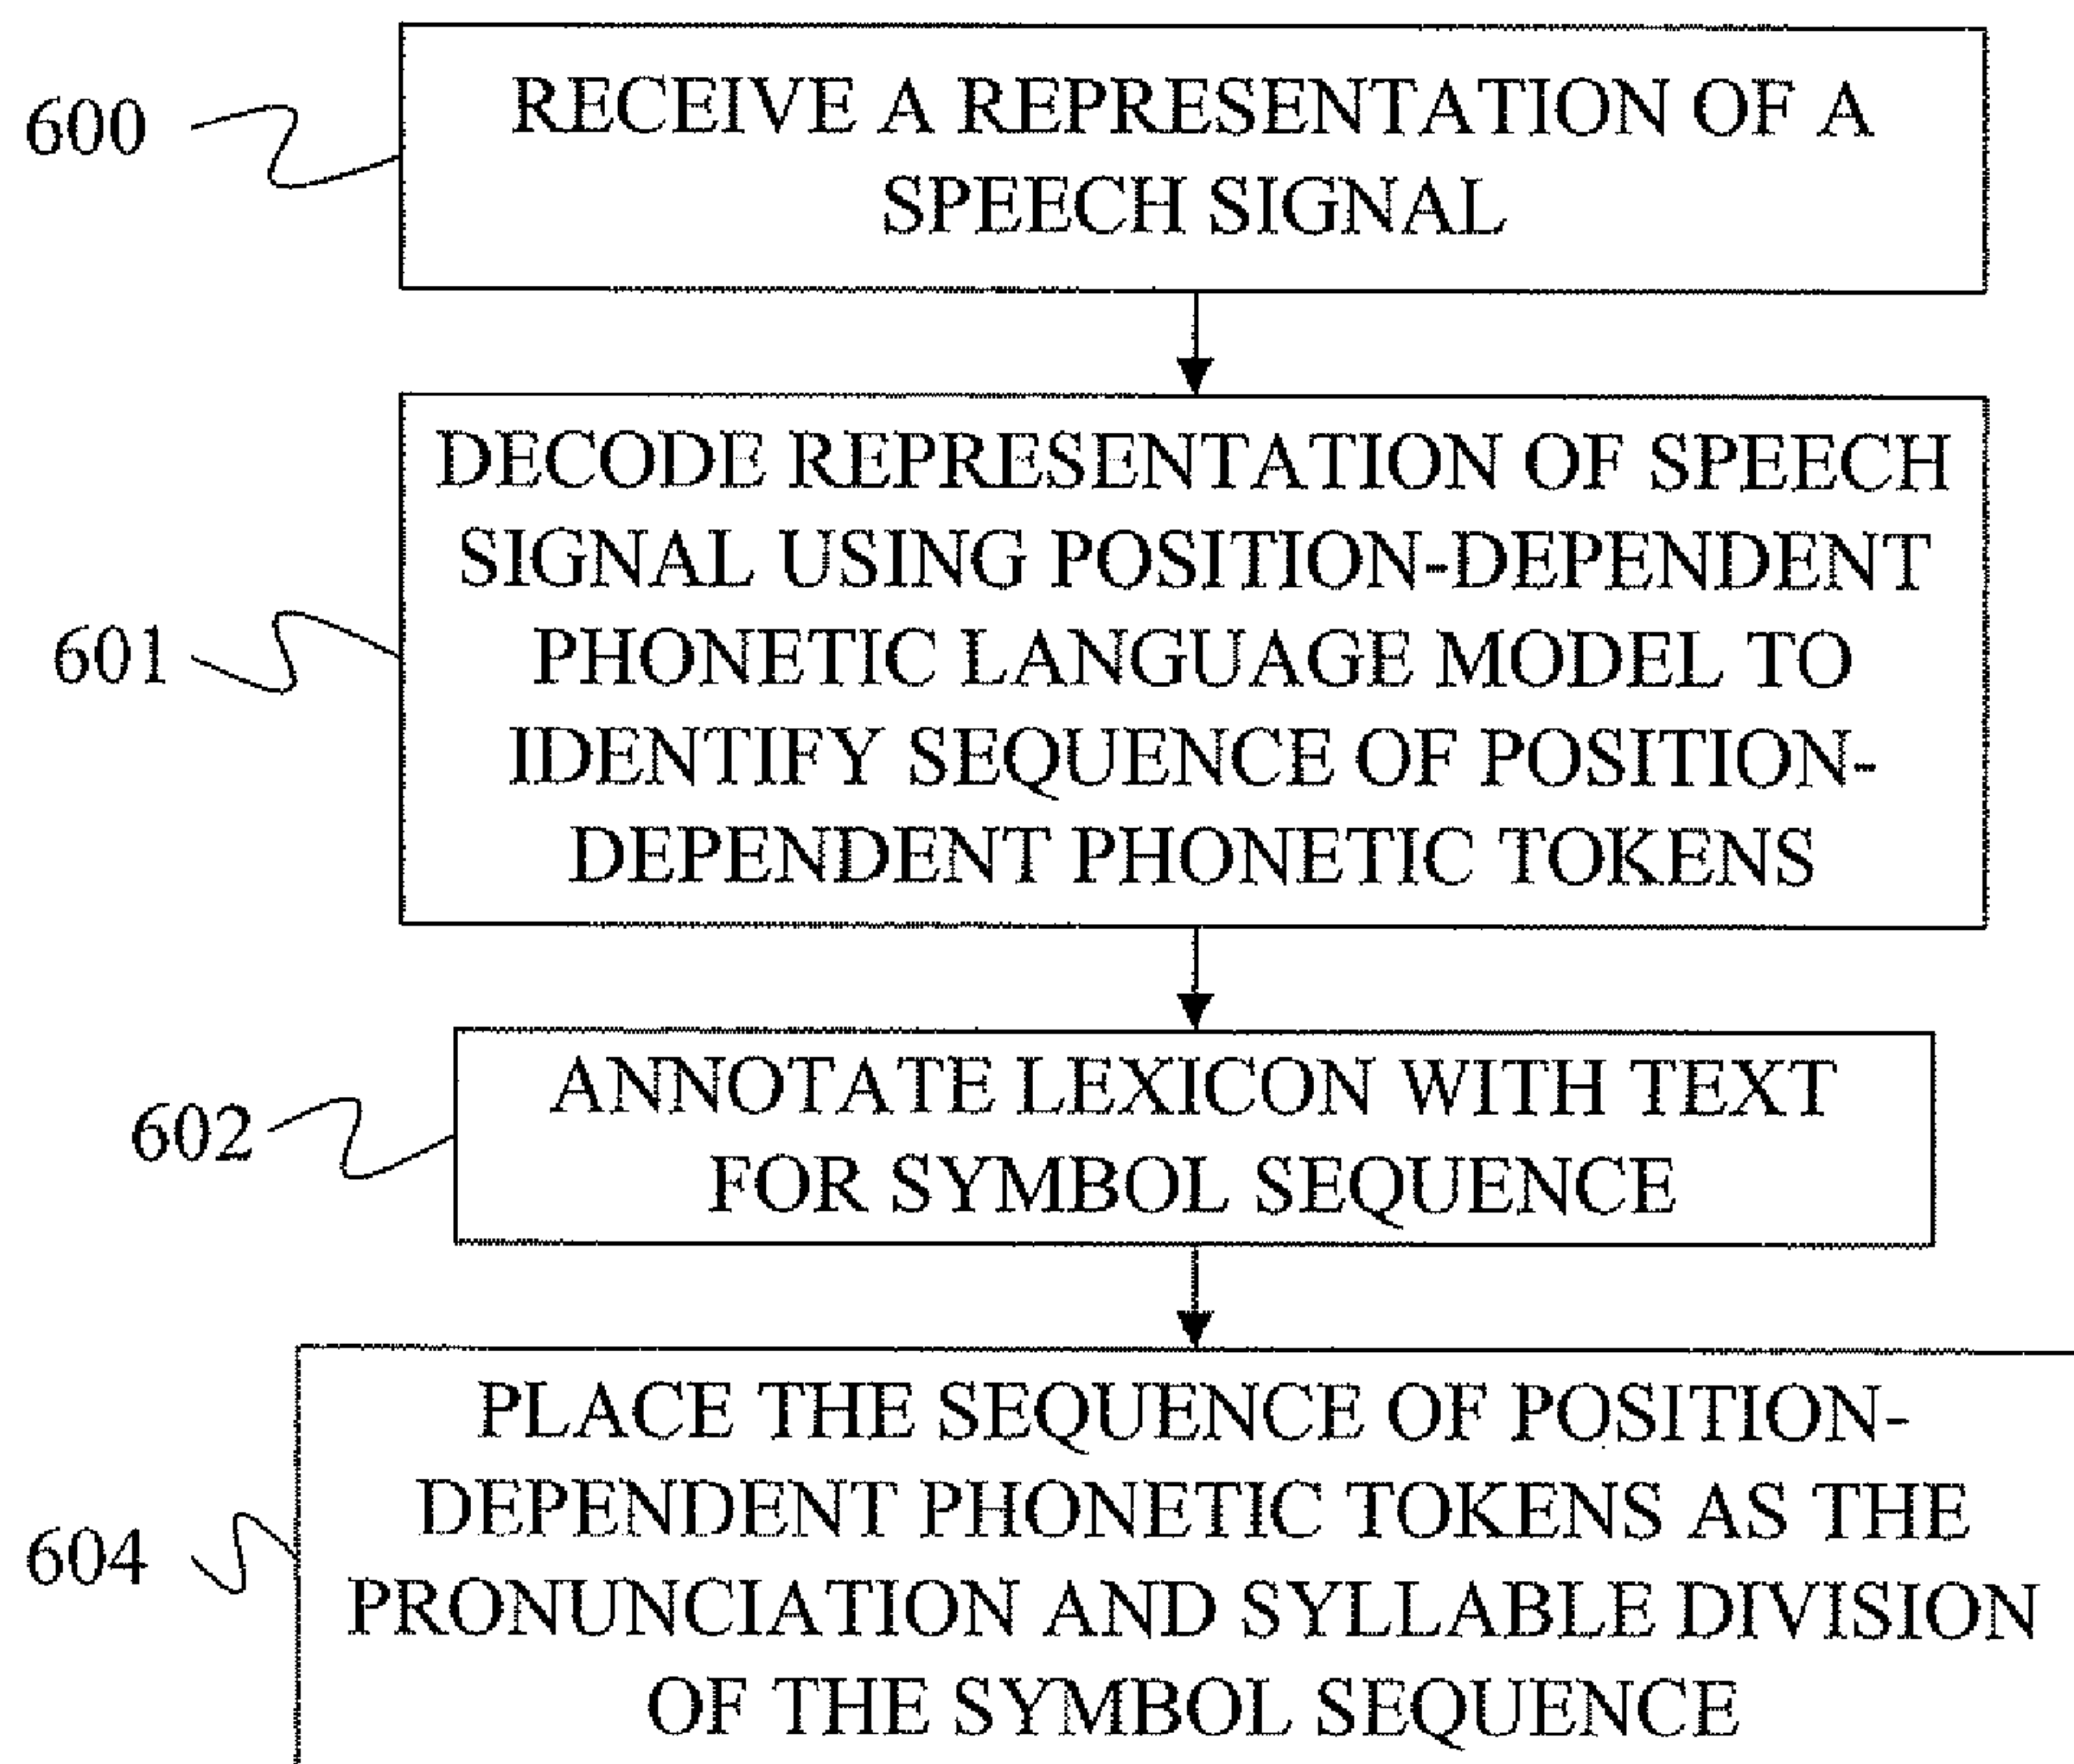 600
RECEIVE A REPRESENTATION OF A
SPEECH SIGNAL
601
DECODE REPRESENTATION OF SPEECH
SIGNAL USING POSITION-DEPENDENT
PHONETIC LANGUAGE MODEL TO
IDENTIFY SEQUENCE OF POSITION-
DEPENDENT PHONETIC TOKENS
602
ANNOTATE LEXICON WITH TEXT
FOR SYMBOL SEQUENCE
604
PLACE THE SEQUENCE OF POSITION-
DEPENDENT PHONETIC TOKENS AS THE
PRONUNCIATION AND SYLLABLE DIVISION
OF THE SYMBOL SEQUENCE